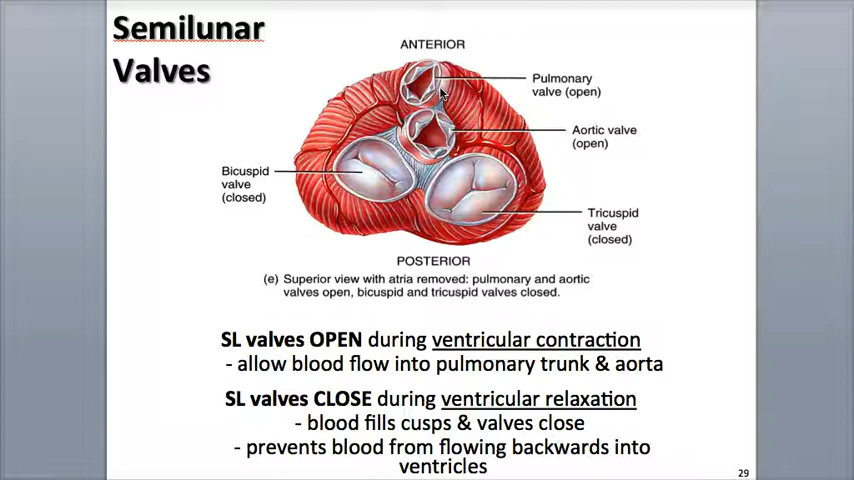 Semilunar
Valves
ANTERIOR
Pulmonary
valve (open)
Aortic valve
(open)
Bicuspid
valve
(closed)
Tricuspid
valve
(closed)
POSTERIOR
(e) Superior view with atria removed: pulmonary and aortic
valves open, bicuspid and tricuspid valves closed.
SL valves OPEN during ventricular contraction
- allow blood flow into pulmonary trunk & aorta
SL valves CLOSE during ventricular relaxation
- blood fills cusps & valves close
- prevents blood from flowing backwards into
ventricles
29